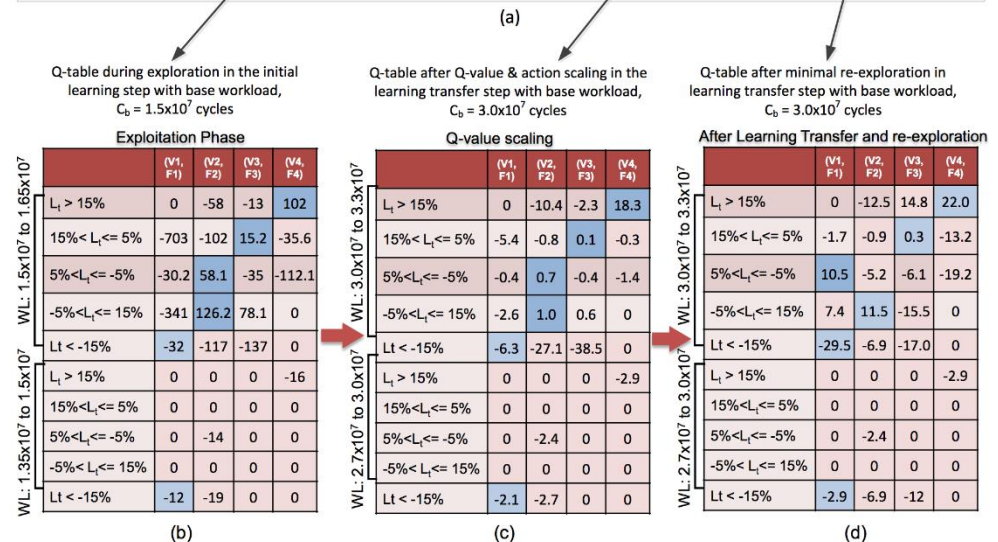 (a)
Q-table during exploration in the initial
learning step with base workload,
C_b = 1.5x10^7 cycles
Exploitation Phase
(V1, F1) (V2, F2) (V3, F3) (V4, F4)
WL: 1.5x10^7 to 1.65x10^7
L_t > 15% 0 -58 -13 102
15%< L_t<= 5% -703 -102 15.2 -35.6
5%<L_t<= -5% -30.2 58.1 -35 -112.1
-5%<L_t<= 15% -341 126.2 78.1 0
Lt < -15% -32 -117 -137 0
WL: 1.35x10^7 to 1.5x10^7
L_t > 15% 0 0 0 -16
15%<L_t<= 5% 0 0 0 0
5%<L_t<= -5% 0 -14 0 0
-5%< L_t<= 15% 0 0 0 0
Lt < -15% -12 -19 0 0
(b)
Q-table after Q-value & action scaling in the
learning transfer step with base workload,
C_b = 3.0x10^7 cycles
Q-value scaling
(V1, F1) (V2, F2) (V3, F3) (V4, F4)
WL: 3.0x10^7 to 3.3x10^7
L_t > 15% 0 -10.4 -2.3 18.3
15%< L_t<= 5% -5.4 -0.8 0.1 -0.3
5%<L_t<= -5% -0.4 0.7 -0.4 -1.4
-5%<L_t<= 15% -2.6 1.0 0.6 0
Lt < -15% -6.3 -27.1 -38.5 0
WL: 2.7x10^7 to 3.0x10^7
L_t > 15% 0 0 0 -2.9
15%<L_t<= 5% 0 0 0 0
5%<L_t<= -5% 0 -2.4 0 0
-5%< L_t<= 15% 0 0 0 0
Lt < -15% -2.1 -2.7 0 0
(c)
Q-table after minimal re-exploration in
learning transfer step with base workload,
C_b = 3.0x10^7 cycles
After Learning Transfer and re-exploration
(V1, F1) (V2, F2) (V3, F3) (V4, F4)
WL: 3.0x10^7 to 3.3x10^7
L_t > 15% 0 -12.5 14.8 22.0
15%< L_t<= 5% -1.7 -0.9 0.3 -13.2
5%<L_t<= -5% 10.5 -5.2 -6.1 -19.2
-5%<L_t<= 15% 7.4 11.5 -15.5 0
Lt < -15% -29.5 -6.9 -17.0 0
WL: 2.7x10^7 to 3.0x10^7
L_t > 15% 0 0 0 -2.9
15%<L_t<= 5% 0 0 0 0
5%<L_t<= -5% 0 -2.4 0 0
-5%< L_t<= 15% 0 0 0 0
Lt < -15% -2.9 -6.9 -12 0
(d)